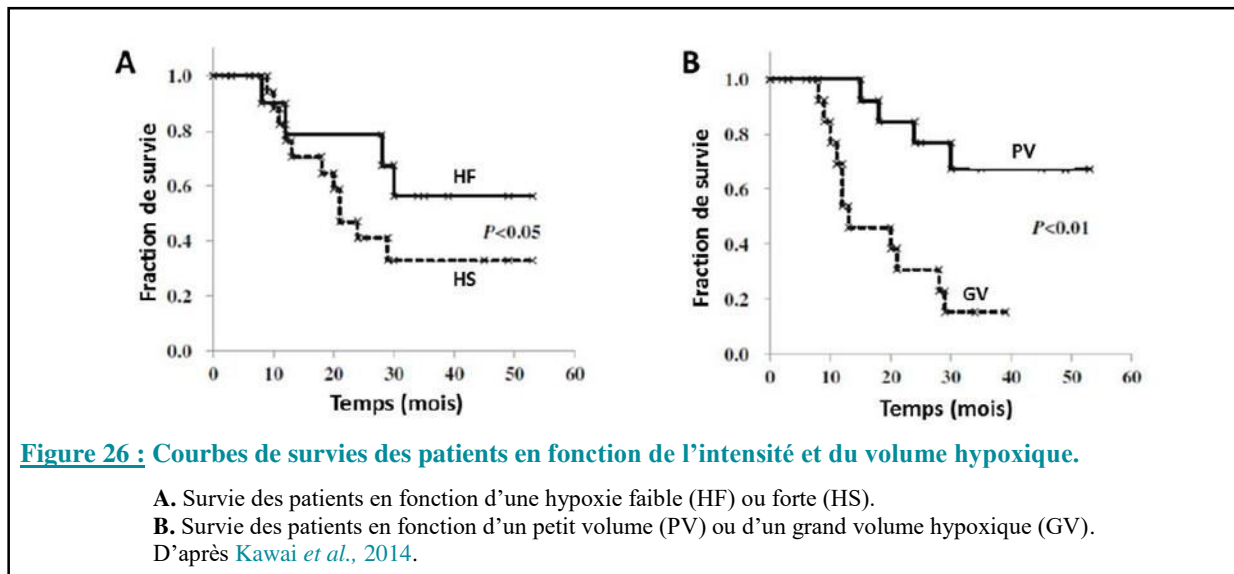 A
Fraction de survie
1.0
0.8
0.6
0.4
0.2
0.0
HF
P<0.05
HS
0 10 20 30 40 50 60
Temps (mois)
B
Fraction de survie
1.0
0.8
0.6
0.4
0.2
0.0
PV
P<0.01
GV
0 10 20 30 40 50 60
Temps (mois)
Figure 26 : Courbes de survies des patients en fonction de l’intensité et du volume hypoxique.
A. Survie des patients en fonction d’une hypoxie faible (HF) ou forte (HS).
B. Survie des patients en fonction d’un petit volume (PV) ou d’un grand volume hypoxique (GV).
D’après Kawai et al., 2014.